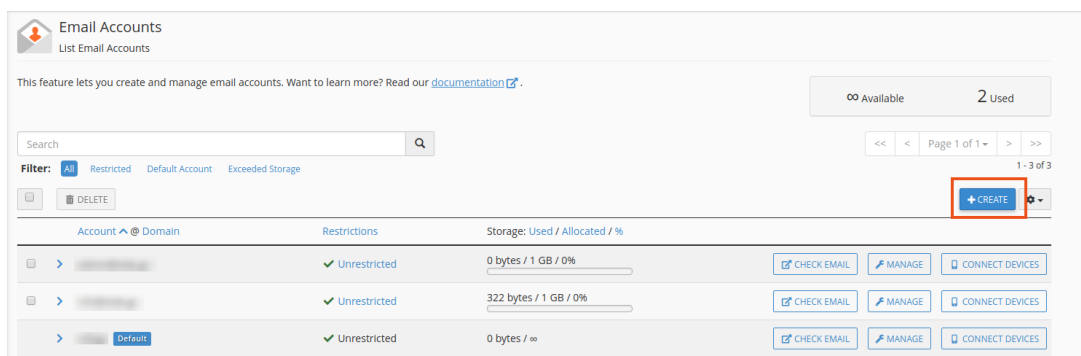 Email Accounts
List Email Accounts
This feature lets you create and manage email accounts. Want to learn more? Read our documentation.
∞ Available 2 Used
Search
<< < Page 1 of 1 > >>
Filter: All Restricted Default Account Exceeded Storage
1 - 3 of 3
DELETE
+ CREATE
Account @ Domain Restrictions Storage: Used / Allocated / %
Unrestricted 0 bytes / 1 GB / 0% CHECK EMAIL MANAGE CONNECT DEVICES
Unrestricted 322 bytes / 1 GB / 0% CHECK EMAIL MANAGE CONNECT DEVICES
Default Unrestricted 0 bytes / ∞ CHECK EMAIL MANAGE CONNECT DEVICES